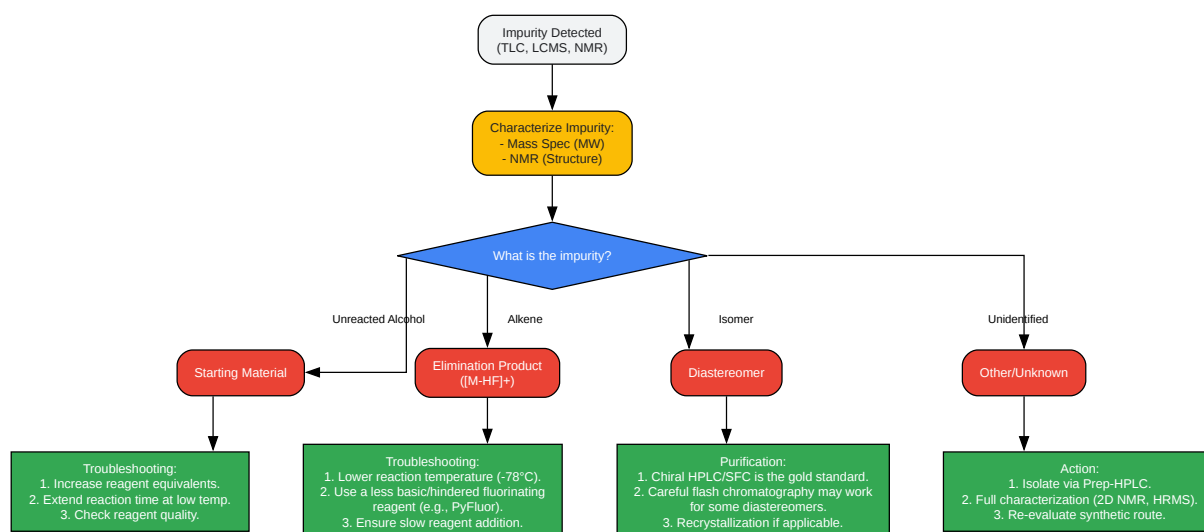 Impurity Detected
(TLC, LCMS, NMR)
Characterize Impurity:
- Mass Spec (MW)
- NMR (Structure)
What is the impurity?
Unreacted Alcohol
Alkene
Isomer
Unidentified
Starting Material
Elimination Product
([M-HF]+)
Diastereomer
Other/Unknown
Troubleshooting:
1. Increase reagent equivalents.
2. Extend reaction time at low temp.
3. Check reagent quality.
Troubleshooting:
1. Lower reaction temperature (-78°C).
2. Use a less basic/hindered fluorinating
reagent (e.g., PyFluor).
3. Ensure slow reagent addition.
Purification:
1. Chiral HPLC/SFC is the gold standard.
2. Careful flash chromatography may work
for some diastereomers.
3. Recrystallization if applicable.
Action:
1. Isolate via Prep-HPLC.
2. Full characterization (2D NMR, HRMS).
3. Re-evaluate synthetic route.